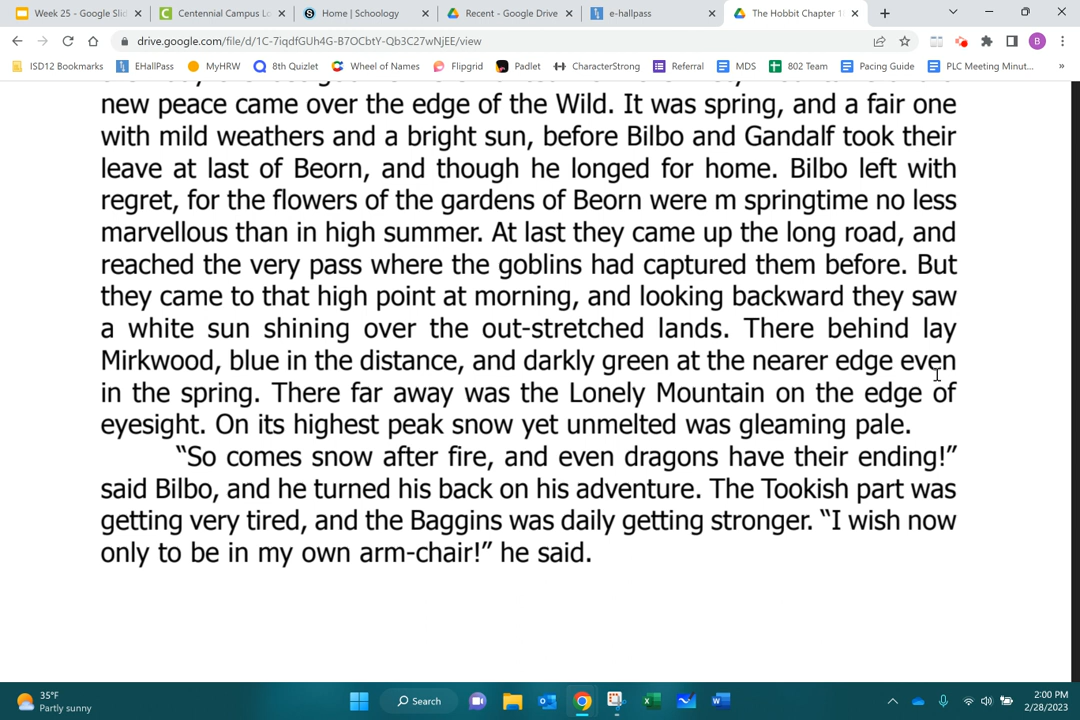 Week 25 - Google Slid
Centennial Campus Lo
Home | Schoology
Recent - Google Drive
e-hallpass
The Hobbit Chapter 1
drive.google.com/file/d/1C-7iqdfGUh4G-B7OCbtY-Qb3C27wNjEE/view
ISD12 Bookmarks
EHallPass
MyHRW
8th Quizlet
Wheel of Names
Flipgrid
Padlet
CharacterStrong
Referral
MDS
802 Team
Pacing Guide
PLC Meeting Minut...
new peace came over the edge of the Wild. It was spring, and a fair one
with mild weathers and a bright sun, before Bilbo and Gandalf took their
leave at last of Beorn, and though he longed for home. Bilbo left with
regret, for the flowers of the gardens of Beorn were m springtime no less
marvellous than in high summer. At last they came up the long road, and
reached the very pass where the goblins had captured them before. But
they came to that high point at morning, and looking backward they saw
a white sun shining over the out-stretched lands. There behind lay
Mirkwood, blue in the distance, and darkly green at the nearer edge even
in the spring. There far away was the Lonely Mountain on the edge of
eyesight. On its highest peak snow yet unmelted was gleaming pale.
“So comes snow after fire, and even dragons have their ending!”
said Bilbo, and he turned his back on his adventure. The Tookish part was
getting very tired, and the Baggins was daily getting stronger. “I wish now
only to be in my own arm-chair!” he said.
35°F
Partly sunny
Search
2:00 PM
2/28/2023